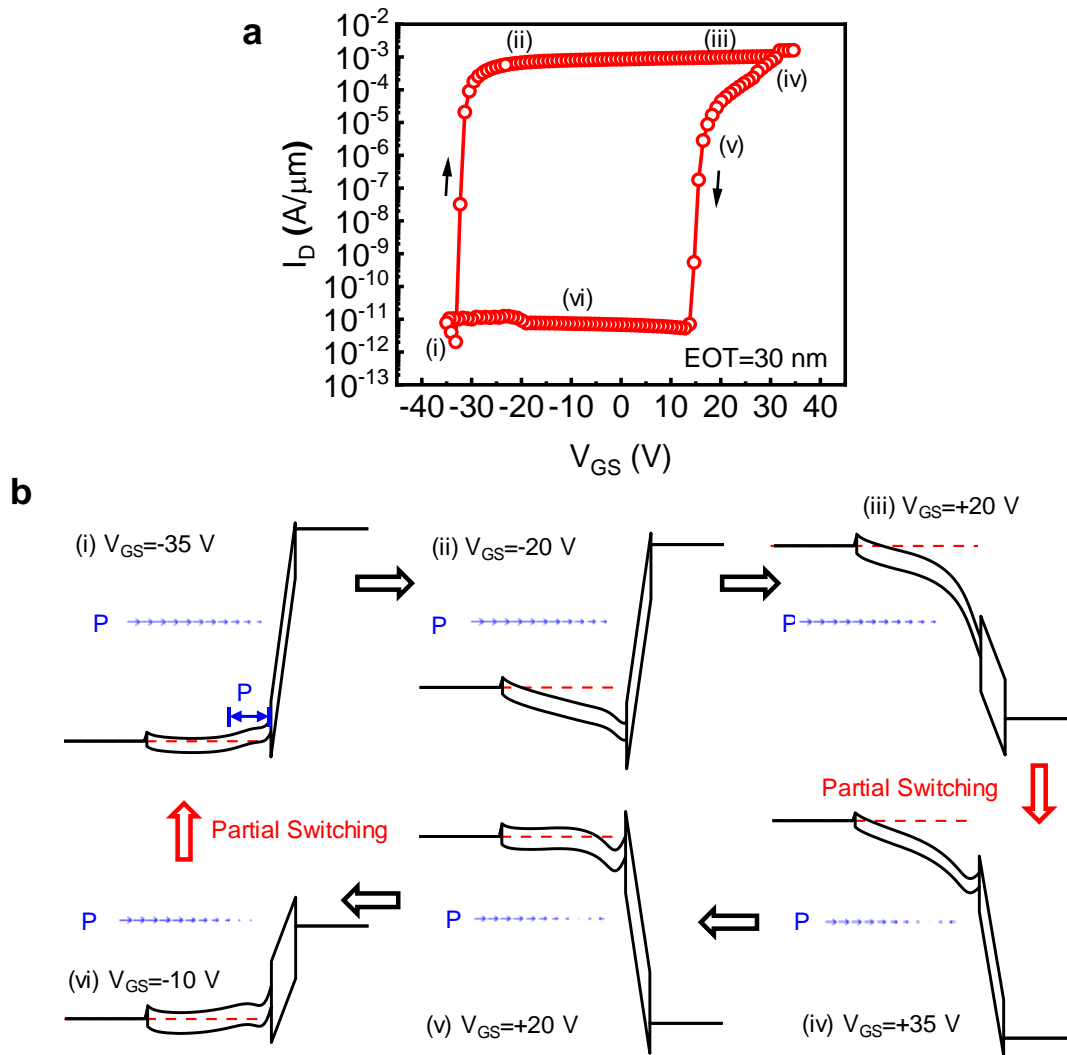 a
10⁻²
10⁻³
10⁻⁴
10⁻⁵
10⁻⁶
10⁻⁷
10⁻⁸
10⁻⁹
10⁻¹⁰
10⁻¹¹
10⁻¹²
10⁻¹³
I_D (A/μm)
(ii)
(iii)
(iv)
(v)
(vi)
(i)
EOT=30 nm
-40 -30 -20 -10 0 10 20 30 40
V_GS (V)
b
(i) V_GS=-35 V
P
P
(ii) V_GS=-20 V
P
(iii) V_GS=+20 V
P
Partial Switching
Partial Switching
P
(vi) V_GS=-10 V
P
(v) V_GS=+20 V
P
(iv) V_GS=+35 V